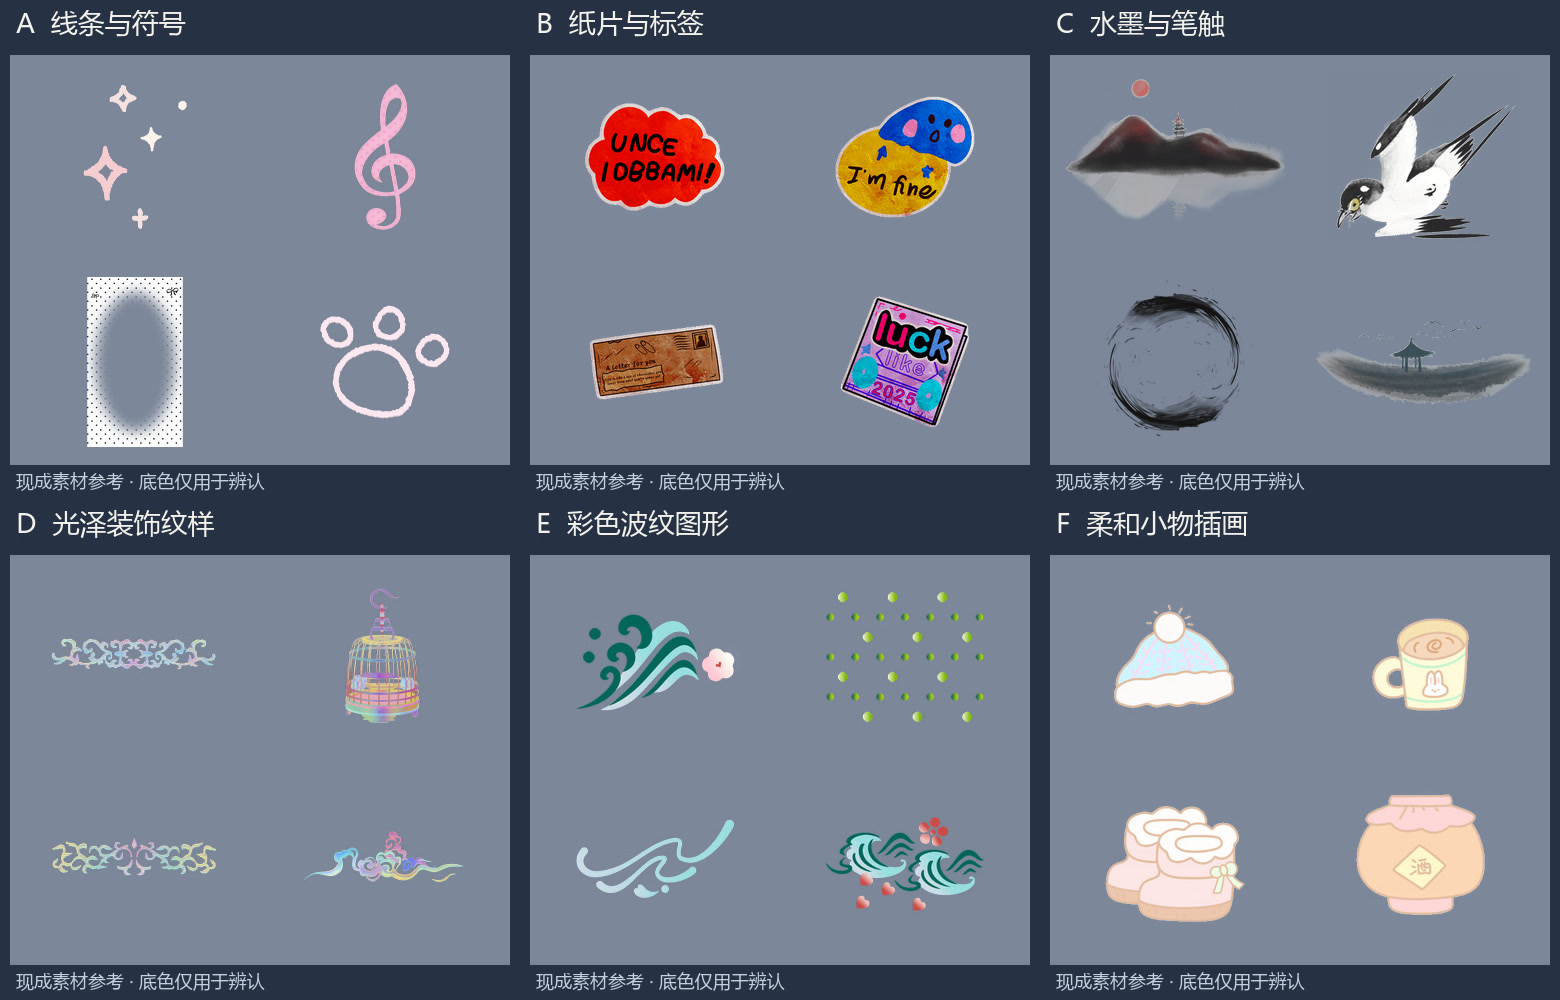 A 线条与符号
B 纸片与标签
C 水墨与笔触
UNCE
IDBBAMI!
I'm fine
A Letter for you
luck
like
2025
现成素材参考 · 底色仅用于辨认
现成素材参考 · 底色仅用于辨认
现成素材参考 · 底色仅用于辨认
D 光泽装饰纹样
E 彩色波纹图形
F 柔和小物插画
酒
现成素材参考 · 底色仅用于辨认
现成素材参考 · 底色仅用于辨认
现成素材参考 · 底色仅用于辨认